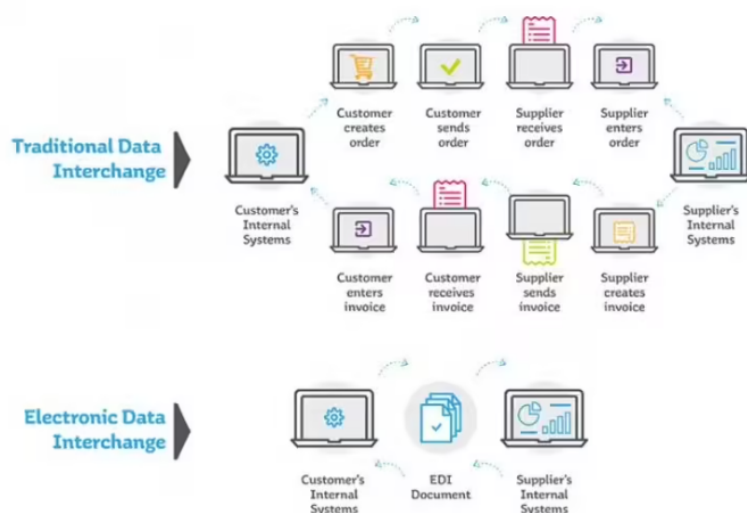 Customer
creates
order
Customer
sends
order
Supplier
receives
order
Supplier
enters
order
Traditional Data
Interchange
Customer's
Internal
Systems
Supplier's
Internal
Systems
Customer
enters
invoice
Customer
receives
invoice
Supplier
sends
invoice
Supplier
creates
invoice
Electronic Data
Interchange
Customer's
Internal
Systems
EDI
Document
Supplier's
Internal
Systems